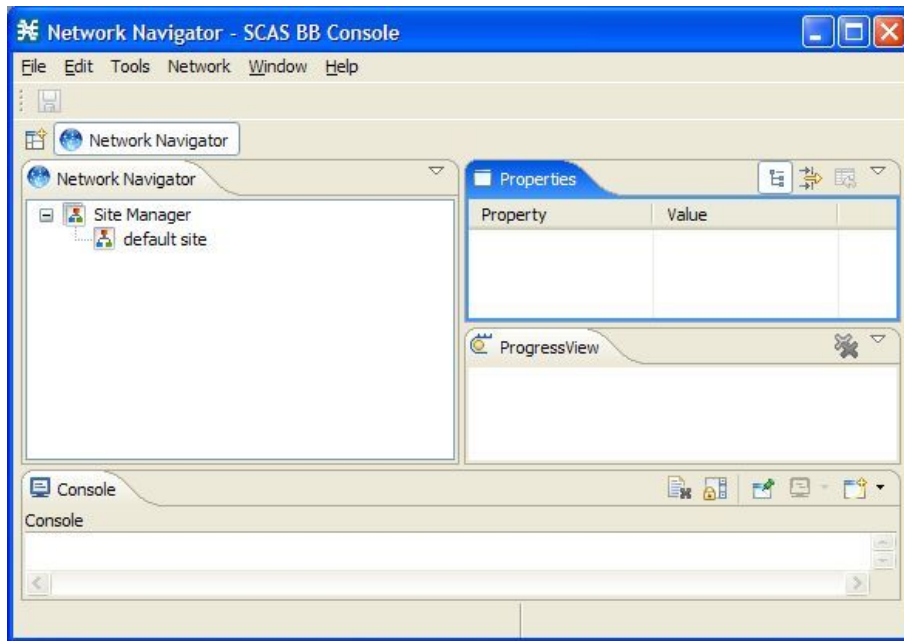 Network Navigator - SCAS BB Console
File Edit Tools Network Window Help
Network Navigator
Network Navigator
Site Manager
default site
Properties
Property Value
ProgressView
Console
Console